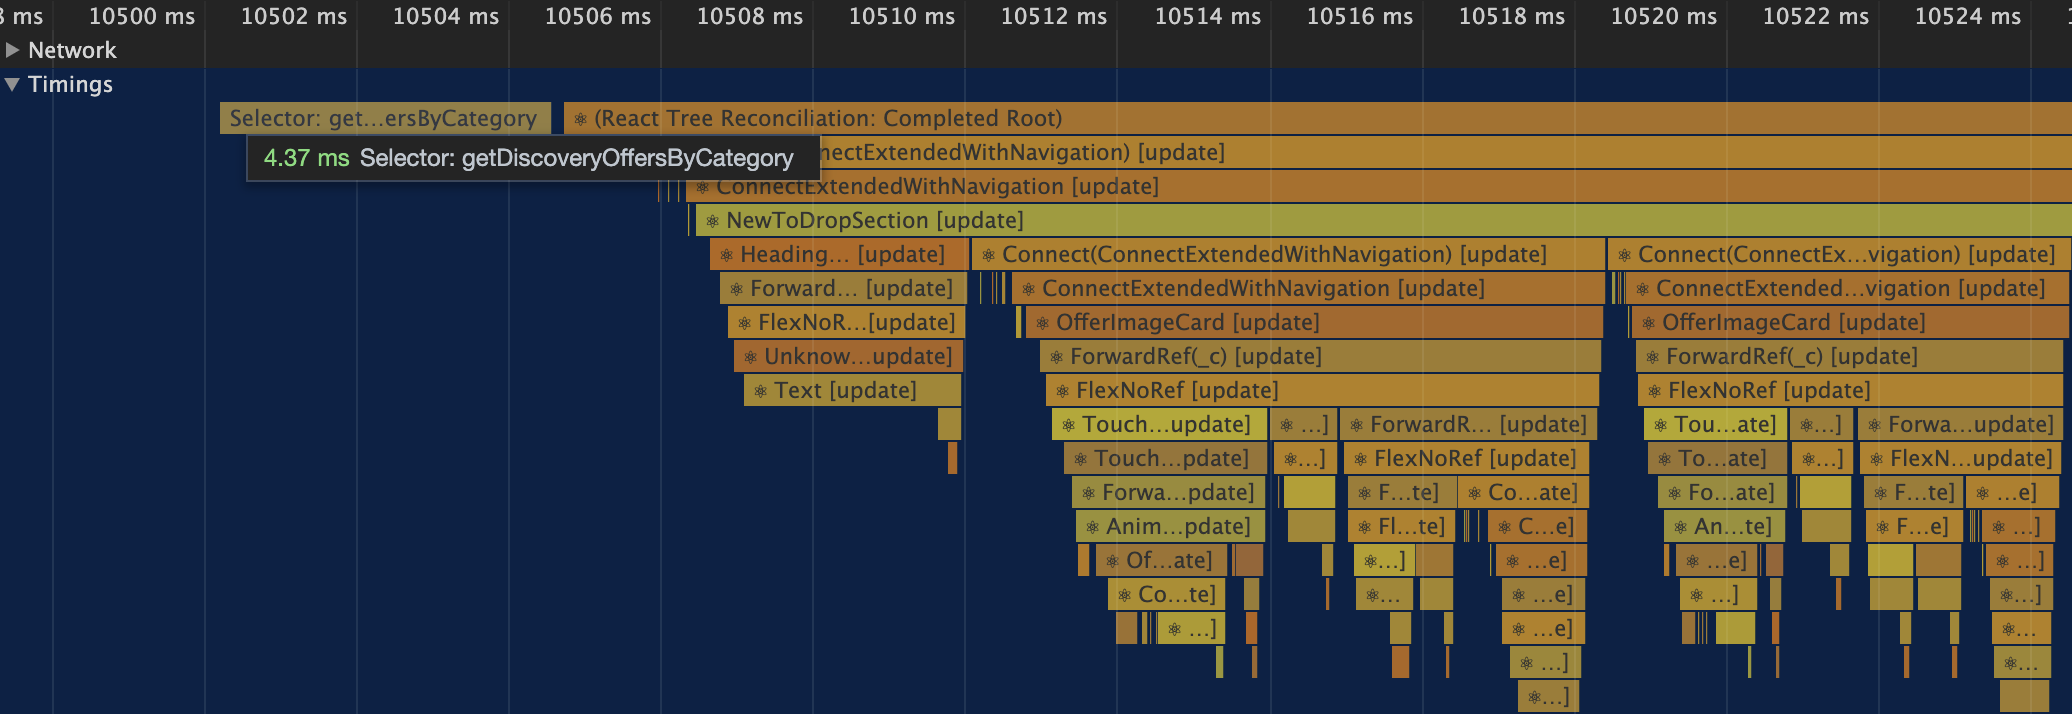 3 ms 10500 ms 10502 ms 10504 ms 10506 ms 10508 ms 10510 ms 10512 ms 10514 ms 10516 ms 10518 ms 10520 ms 10522 ms 10524 ms
Network
Timings
Selector: get...ersByCategory ⚛ (React Tree Reconciliation: Completed Root)
4.37 ms Selector: getDiscoveryOffersByCategory
nectExtendedWithNavigation) [update]
⚛ ConnectExtendedWithNavigation [update]
⚛ NewToDropSection [update]
⚛ Heading... [update] ⚛ Connect(ConnectExtendedWithNavigation) [update] ⚛ Connect(ConnectEx...vigation) [update]
⚛ Forward... [update] ⚛ ConnectExtendedWithNavigation [update] ⚛ ConnectExtended...vigation [update]
⚛ FlexNoR...[update] ⚛ OfferImageCard [update] ⚛ OfferImageCard [update]
⚛ Unknow...update] ⚛ ForwardRef(_c) [update] ⚛ ForwardRef(_c) [update]
⚛ Text [update] ⚛ FlexNoRef [update] ⚛ FlexNoRef [update]
⚛ Touch...update] ⚛ ...] ⚛ ForwardR... [update] ⚛ Tou...ate] ⚛...] ⚛ Forwa...update]
⚛ Touch...pdate] ⚛...] ⚛ FlexNoRef [update] ⚛ To...ate] ⚛...] ⚛ FlexN...update]
⚛ Forwa...pdate] ⚛ F...te] ⚛ Co...ate] ⚛ Fo...ate] ⚛ F...te] ⚛ ...e]
⚛ Anim...pdate] ⚛ Fl...te] ⚛ C...e] ⚛ An...te] ⚛ F...e] ⚛ ...]
⚛ Of...ate] ⚛...] ⚛ ...e] ⚛ ...e] ⚛ ...]
⚛ Co...te] ⚛... ⚛ ...e] ⚛ ...] ⚛...]
⚛ ...] ⚛ ...e] ⚛...
⚛ ...] ⚛...
⚛...]